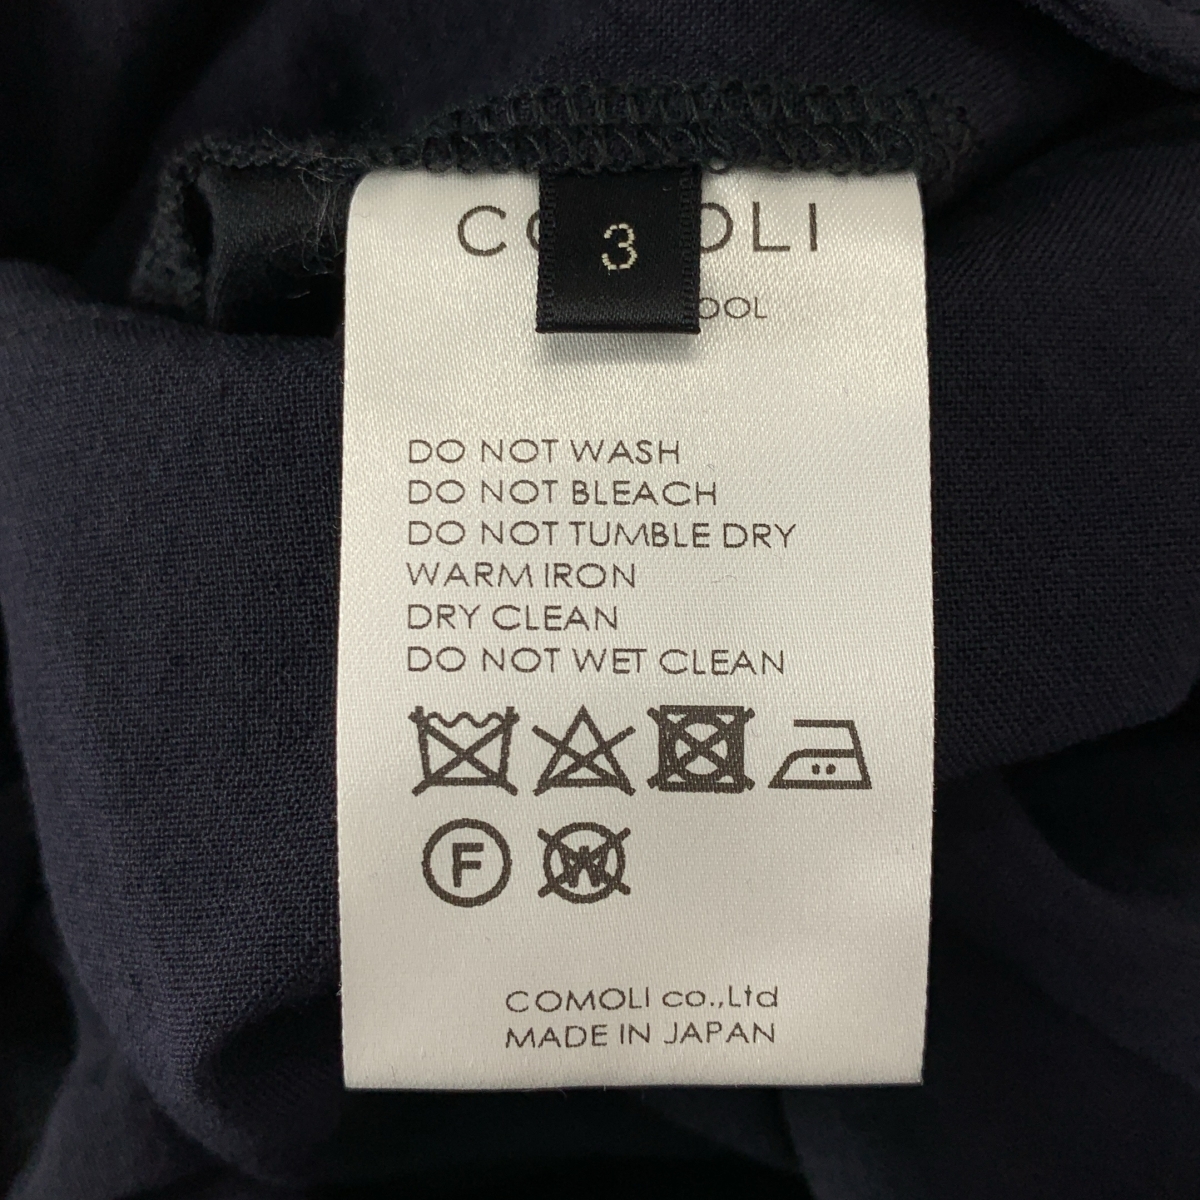 COMOLI
3
DO NOT WASH
DO NOT BLEACH
DO NOT TUMBLE DRY
WARM IRON
DRY CLEAN
DO NOT WET CLEAN
F W
COMOLI co.,Ltd
MADE IN JAPAN